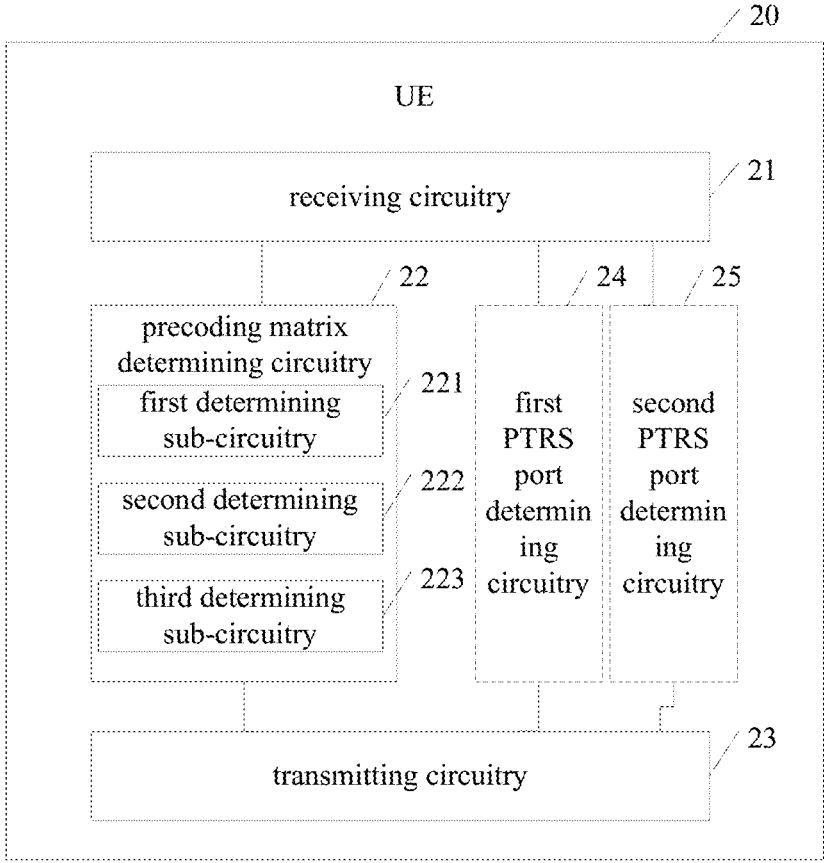 20
UE
21
receiving circuitry
22
24
25
precoding matrix
determining circuitry
221
first determining
sub-circuitry
222
second determining
sub-circuitry
223
third determining
sub-circuitry
first
PTRS
port
determin
ing
circuitry
second
PTRS
port
determin
ing
circuitry
23
transmitting circuitry